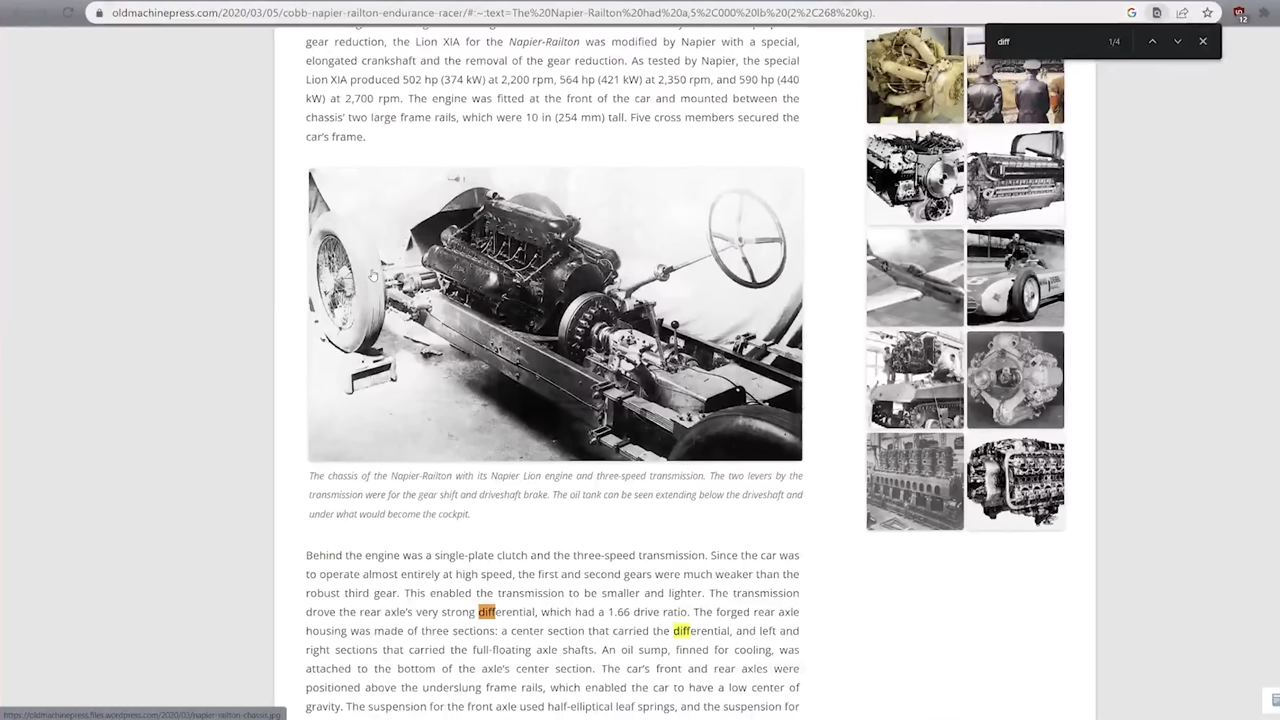 oldmachinepress.com/2020/03/05/cobb-napier-railton-endurance-racer/#:~:text=The%20Napier-Railton%20had%20a,5%2C000%20lb%20(2%2C268%20kg).
12
diff
1/4
gear reduction, the Lion XIA for the Napier-Railton was modified by Napier with a special,
elongated crankshaft and the removal of the gear reduction. As tested by Napier, the special
Lion XIA produced 502 hp (374 kW) at 2,200 rpm, 564 hp (421 kW) at 2,350 rpm, and 590 hp (440
kW) at 2,700 rpm. The engine was fitted at the front of the car and mounted between the
chassis' two large frame rails, which were 10 in (254 mm) tall. Five cross members secured the
car's frame.
The chassis of the Napier-Railton with its Napier Lion engine and three-speed transmission. The two levers by the
transmission were for the gear shift and driveshaft brake. The oil tank can be seen extending below the driveshaft and
under what would become the cockpit.
Behind the engine was a single-plate clutch and the three-speed transmission. Since the car was
to operate almost entirely at high speed, the first and second gears were much weaker than the
robust third gear. This enabled the transmission to be smaller and lighter. The transmission
drove the rear axle's very strong differential, which had a 1.66 drive ratio. The forged rear axle
housing was made of three sections: a center section that carried the differential, and left and
right sections that carried the full-floating axle shafts. An oil sump, finned for cooling, was
attached to the bottom of the axle's center section. The car's front and rear axles were
positioned above the underslung frame rails, which enabled the car to have a low center of
gravity. The suspension for the front axle used half-elliptical leaf springs, and the suspension for
https://oldmachinepress.files.wordpress.com/2020/03/napier-railton-chassis.jpg